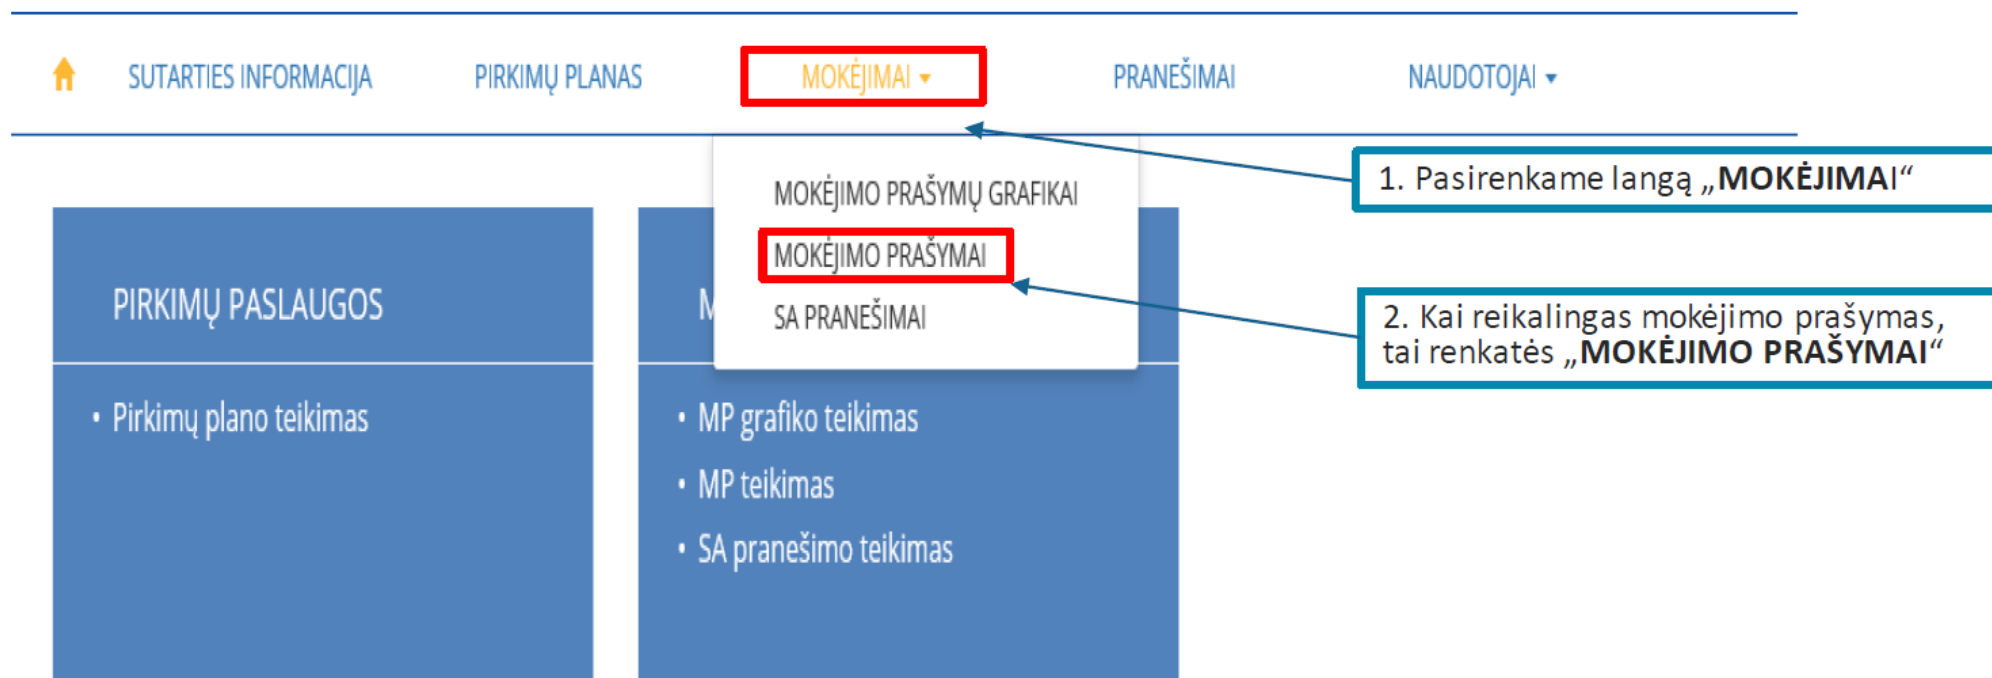 SUTARTIES INFORMACIJA PIRKIMŲ PLANAS MOKĖJIMAI PRANEŠIMAI NAUDOTOJAI
1. Pasirenkame langą „MOKĖJIMAI“
MOKĖJIMO PRAŠYMŲ GRAFIKAI
MOKĖJIMO PRAŠYMAI
SA PRANEŠIMAI
2. Kai reikalingas mokėjimo prašymas,
tai renkatės „MOKĖJIMO PRAŠYMAI“
PIRKIMŲ PASLAUGOS
• Pirkimų plano teikimas
• MP grafiko teikimas
• MP teikimas
• SA pranešimo teikimas